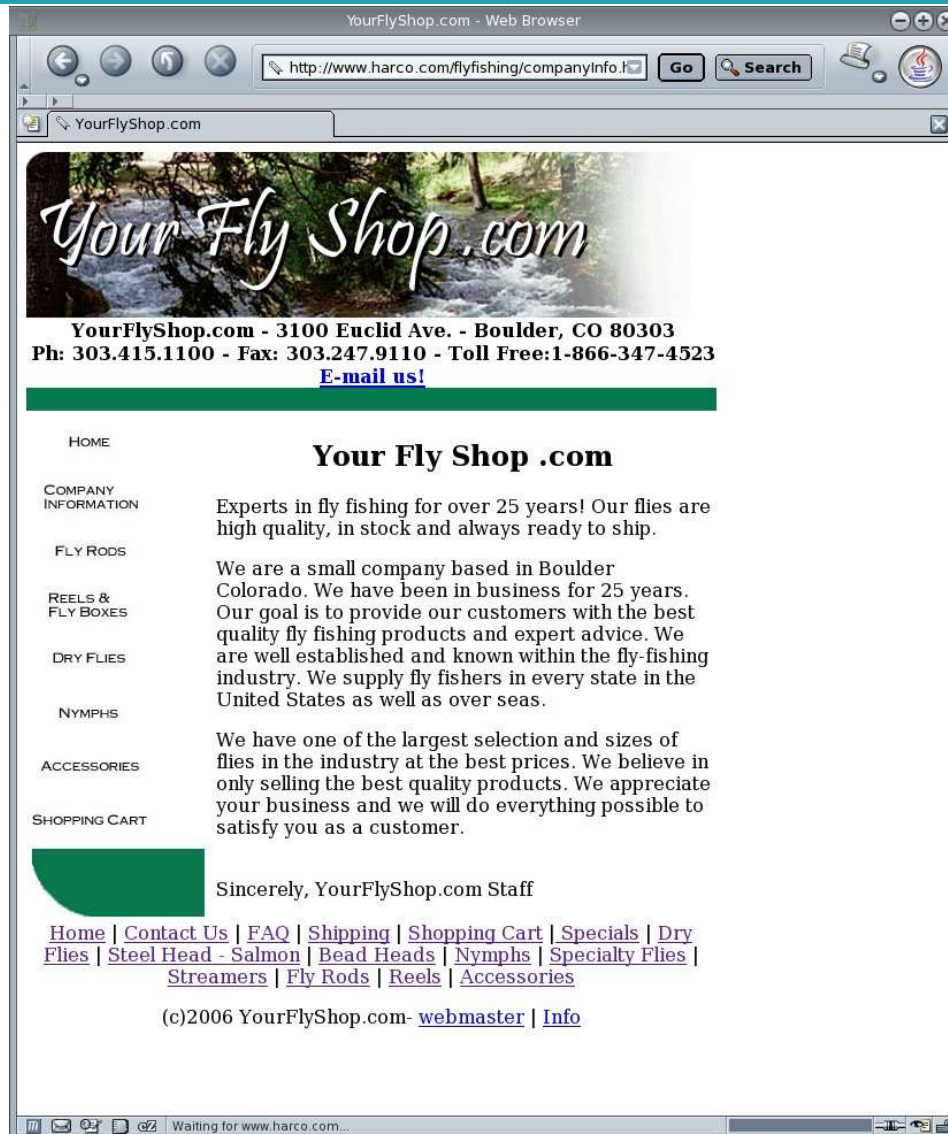 YourFlyShop.com - Web Browser
http://www.harco.com/flyfishing/companyInfo.h
Go
Search
YourFlyShop.com
Your Fly Shop .com
YourFlyShop.com - 3100 Euclid Ave. - Boulder, CO 80303
Ph: 303.415.1100 - Fax: 303.247.9110 - Toll Free:1-866-347-4523
E-mail us!
HOME
COMPANY
INFORMATION
FLY RODS
REELS &
FLY BOXES
DRY FLIES
NYMPHS
ACCESSORIES
SHOPPING CART
Your Fly Shop .com
Experts in fly fishing for over 25 years! Our flies are
high quality, in stock and always ready to ship.
We are a small company based in Boulder
Colorado. We have been in business for 25 years.
Our goal is to provide our customers with the best
quality fly fishing products and expert advice. We
are well established and known within the fly-fishing
industry. We supply fly fishers in every state in the
United States as well as over seas.
We have one of the largest selection and sizes of
flies in the industry at the best prices. We believe in
only selling the best quality products. We appreciate
your business and we will do everything possible to
satisfy you as a customer.
Sincerely, YourFlyShop.com Staff
Home | Contact Us | FAQ | Shipping | Shopping Cart | Specials | Dry
Flies | Steel Head - Salmon | Bead Heads | Nymphs | Specialty Flies |
Streamers | Fly Rods | Reels | Accessories
(c)2006 YourFlyShop.com- webmaster | Info
Waiting for www.harco.com...